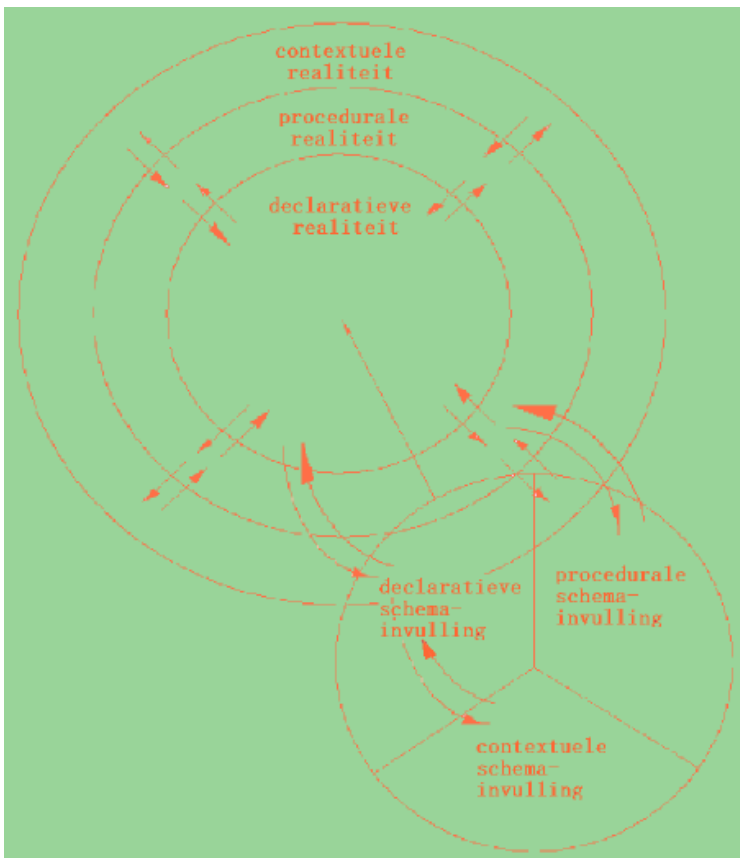 contextuele
realiteit
procedurale
realiteit
declaratieve
realiteit
declaratieve
schema-
invulling
procedurale
schema-
invulling
contextuele
schema-
invulling